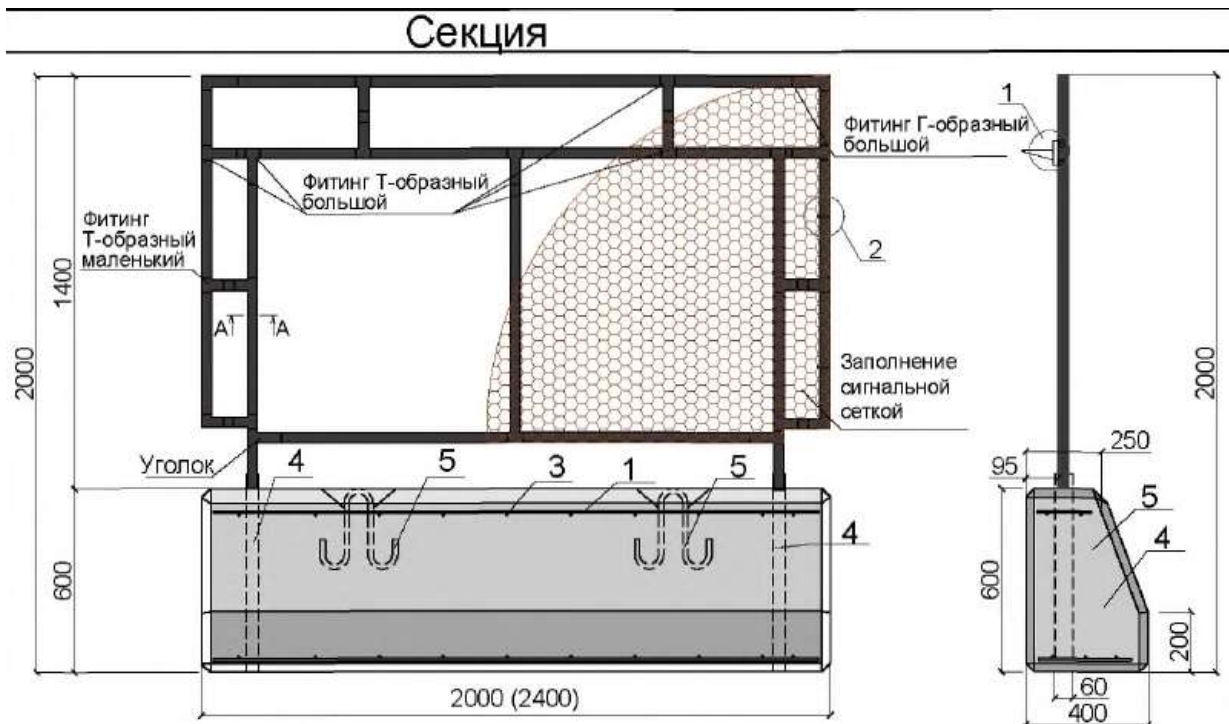 Секция
1
Фитинг Г-образный
большой
Фитинг Т-образный
большой
Фитинг
Т-образный
маленький
2
1400
2000
2000
А
А
Заполнение
сигнальной
сеткой
Уголок
4
5
3
1
5
4
250
95
5
4
600
600
200
60
400
2000 (2400)